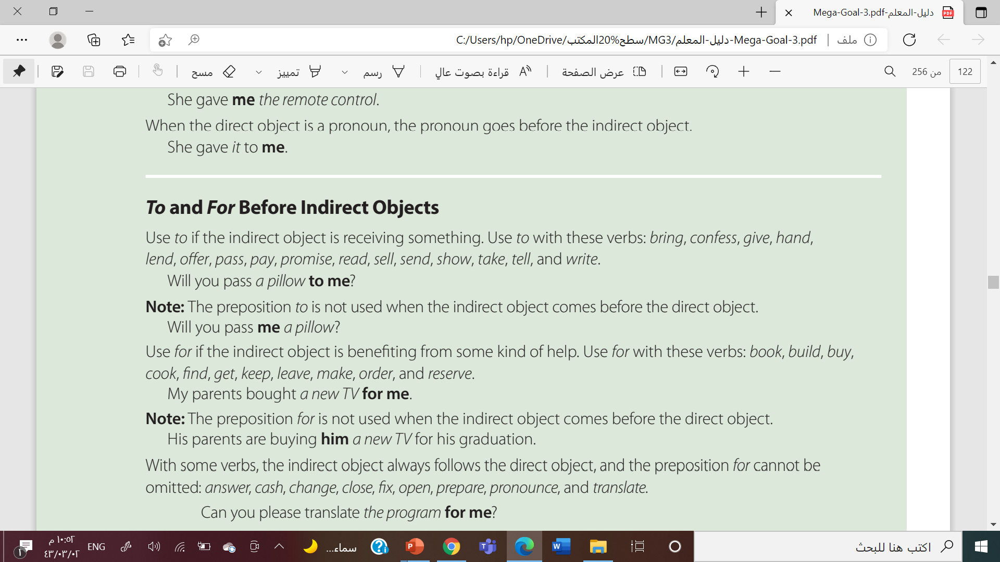 دليل-المعلم-Mega-Goal-3.pdf
ملف
C:/Users/hp/OneDrive/سطح%20المكتب/MG3/دليل-المعلم-Mega-Goal-3.pdf
122
من 256
عرض الصفحة
قراءة بصوت عالٍ
رسم
تمييز
مسح
She gave me the remote control.
When the direct object is a pronoun, the pronoun goes before the indirect object.
She gave it to me.
To and For Before Indirect Objects
Use to if the indirect object is receiving something. Use to with these verbs: bring, confess, give, hand,
lend, offer, pass, pay, promise, read, sell, send, show, take, tell, and write.
Will you pass a pillow to me?
Note: The preposition to is not used when the indirect object comes before the direct object.
Will you pass me a pillow?
Use for if the indirect object is benefiting from some kind of help. Use for with these verbs: book, build, buy,
cook, find, get, keep, leave, make, order, and reserve.
My parents bought a new TV for me.
Note: The preposition for is not used when the indirect object comes before the direct object.
His parents are buying him a new TV for his graduation.
With some verbs, the indirect object always follows the direct object, and the preposition for cannot be
omitted: answer, cash, change, close, fix, open, prepare, pronounce, and translate.
Can you please translate the program for me?
اكتب هنا للبحث
سماء...
ENG
١٠:٥٢ م
٤٣/٠٣/٠٢
١